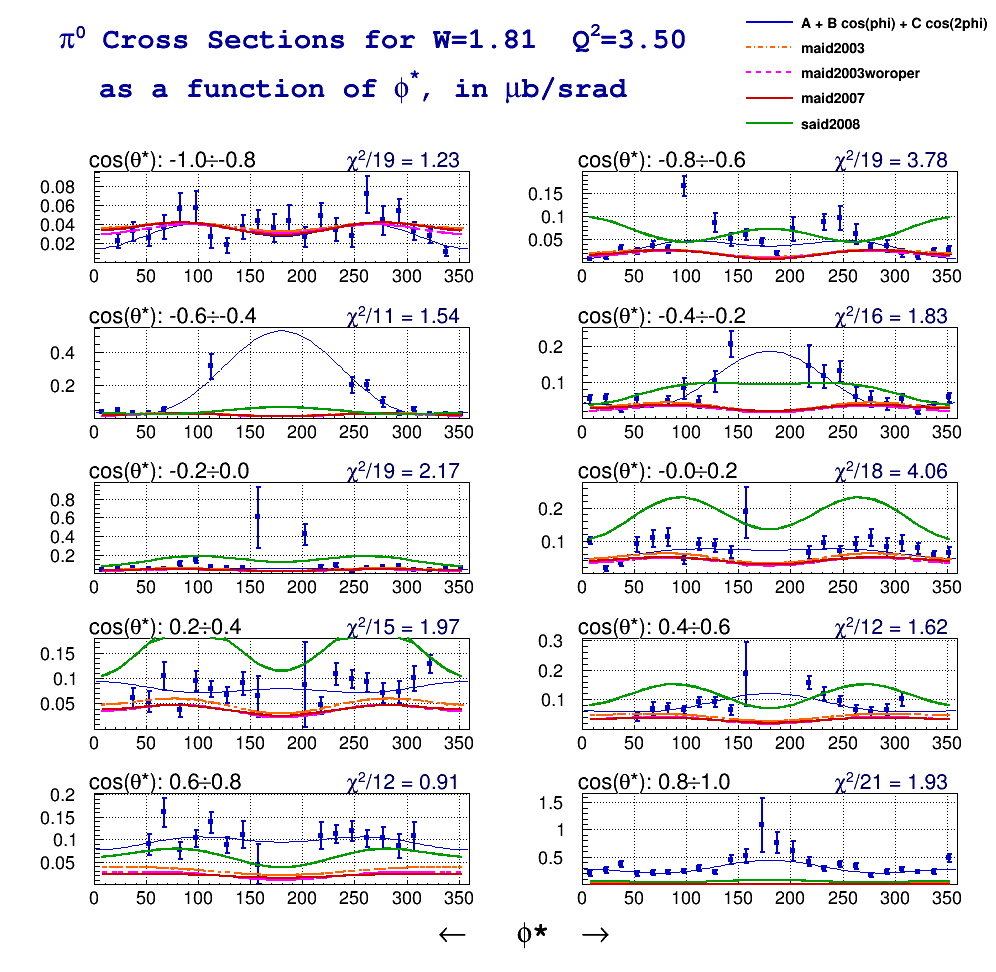 π⁰ Cross Sections for W=1.81 Q²=3.50
as a function of ϕ*, in μb/srad
A + B cos(phi) + C cos(2phi)
maid2003
maid2003woroper
maid2007
said2008
cos(θ*): -1.0÷-0.8 χ²/19 = 1.23
0.08
0.06
0.04
0.02
0 50 100 150 200 250 300 350
cos(θ*): -0.8÷-0.6 χ²/19 = 3.78
0.15
0.1
0.05
0 50 100 150 200 250 300 350
cos(θ*): -0.6÷-0.4 χ²/11 = 1.54
0.4
0.2
0 50 100 150 200 250 300 350
cos(θ*): -0.4÷-0.2 χ²/16 = 1.83
0.2
0.1
0 50 100 150 200 250 300 350
cos(θ*): -0.2÷0.0 χ²/19 = 2.17
0.8
0.6
0.4
0.2
0 50 100 150 200 250 300 350
cos(θ*): -0.0÷0.2 χ²/18 = 4.06
0.2
0.1
0 50 100 150 200 250 300 350
cos(θ*): 0.2÷0.4 χ²/15 = 1.97
0.15
0.1
0.05
0 50 100 150 200 250 300 350
cos(θ*): 0.4÷0.6 χ²/12 = 1.62
0.3
0.2
0.1
0 50 100 150 200 250 300 350
cos(θ*): 0.6÷0.8 χ²/12 = 0.91
0.2
0.15
0.1
0.05
0 50 100 150 200 250 300 350
cos(θ*): 0.8÷1.0 χ²/21 = 1.93
1.5
1
0.5
0 50 100 150 200 250 300 350
← ϕ* →